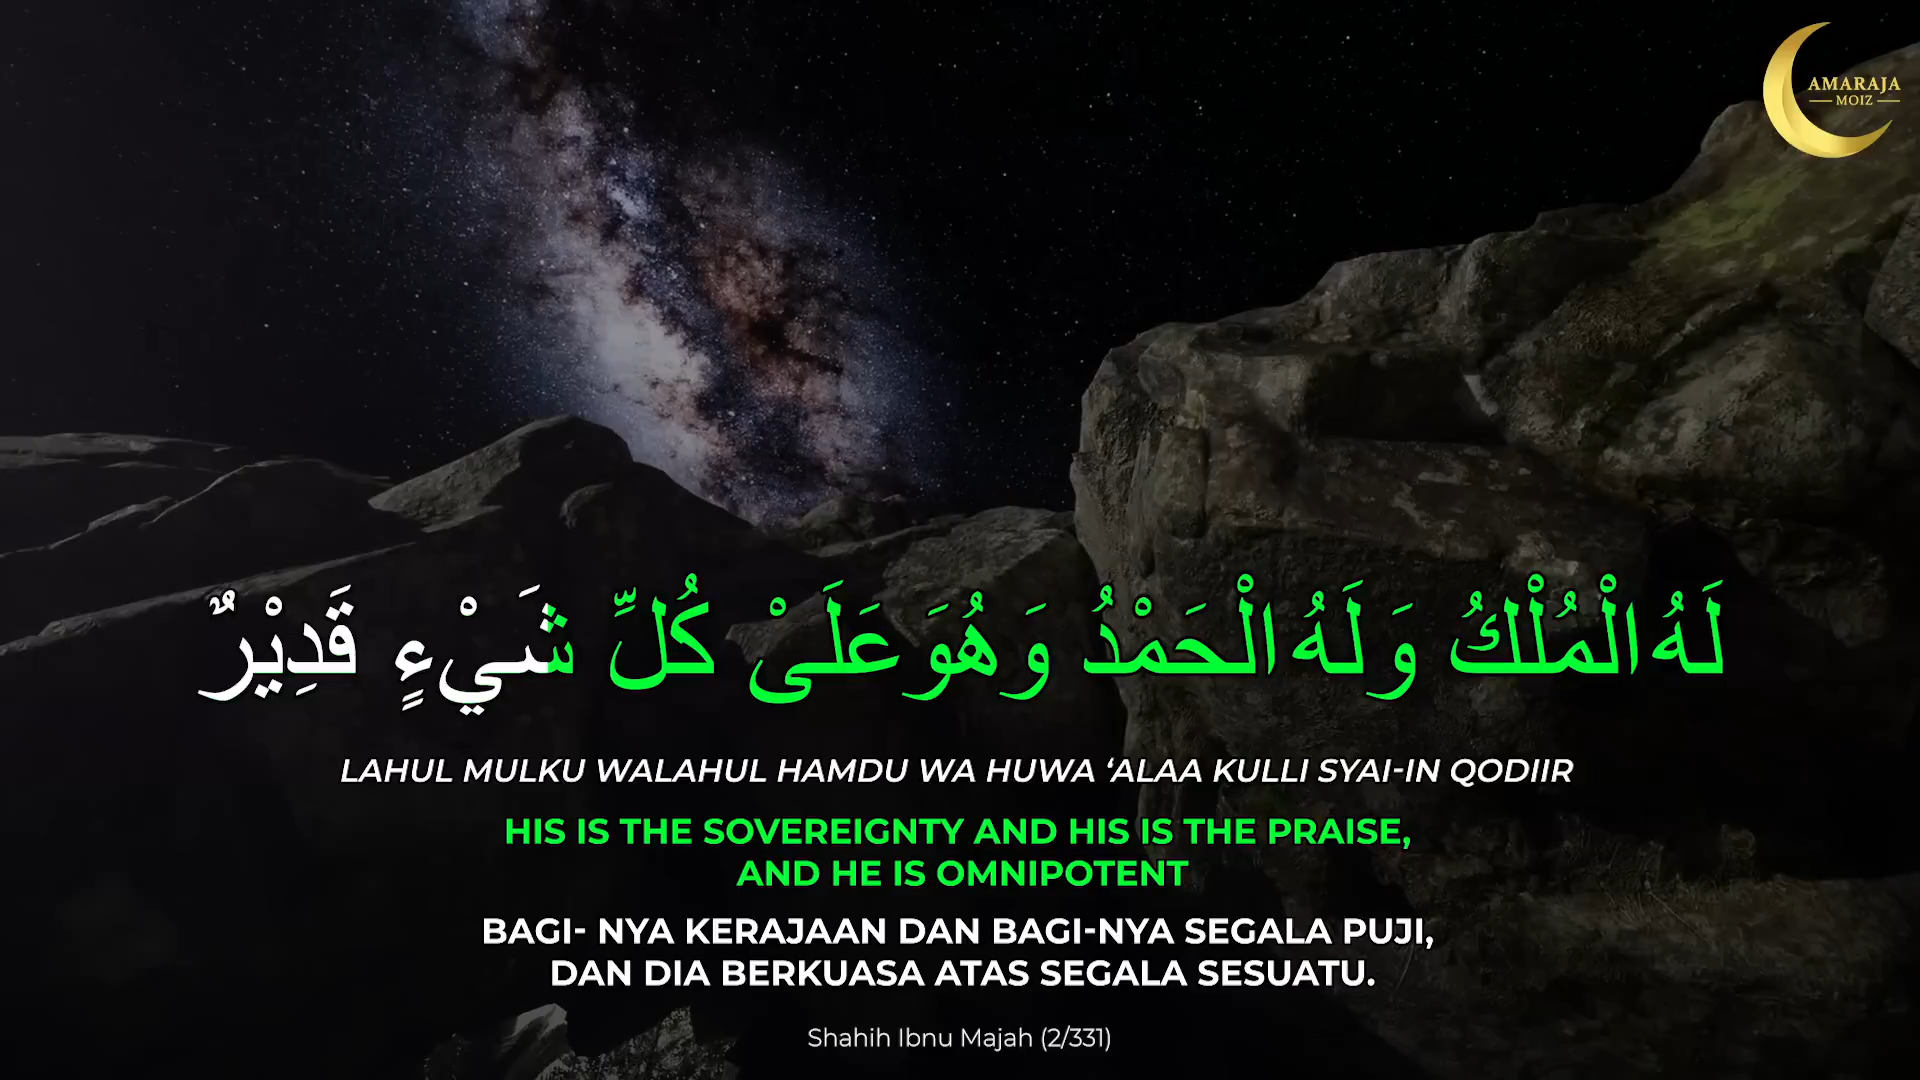 AMARAJA
MOIZ
لَهُ الْمُلْكُ وَ لَهُ الْحَمْدُ وَ هُوَ عَلَىْ كُلِّ شَيْءٍ قَدِيْرٌ
LAHUL MULKU WALAHUL HAMDU WA HUWA ‘ALAA KULLI SYAI-IN QODIIR
HIS IS THE SOVEREIGNTY AND HIS IS THE PRAISE,
AND HE IS OMNIPOTENT
BAGI- NYA KERAJAAN DAN BAGI-NYA SEGALA PUJI,
DAN DIA BERKUASA ATAS SEGALA SESUATU.
Shahih Ibnu Majah (2/331)